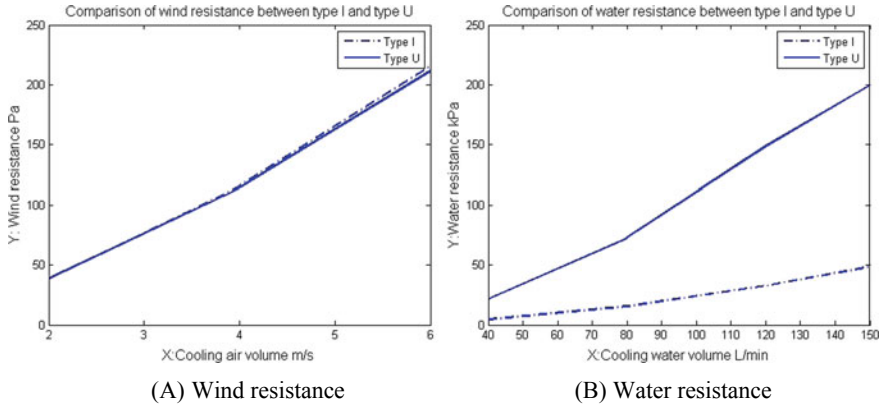 Comparison of wind resistance between type I and type U
250
200
150
100
50
0
Y: Wind resistance Pa
2
3
4
5
6
X:Cooling air volume m/s
Type I
Type U
(A) Wind resistance
Comparison of water resistance between type I and type U
250
200
150
100
50
0
Y:Water resistance kPa
40
50
60
70
80
90
100
110
120
130
140
150
X:Cooling water volume L/min
Type I
Type U
(B) Water resistance